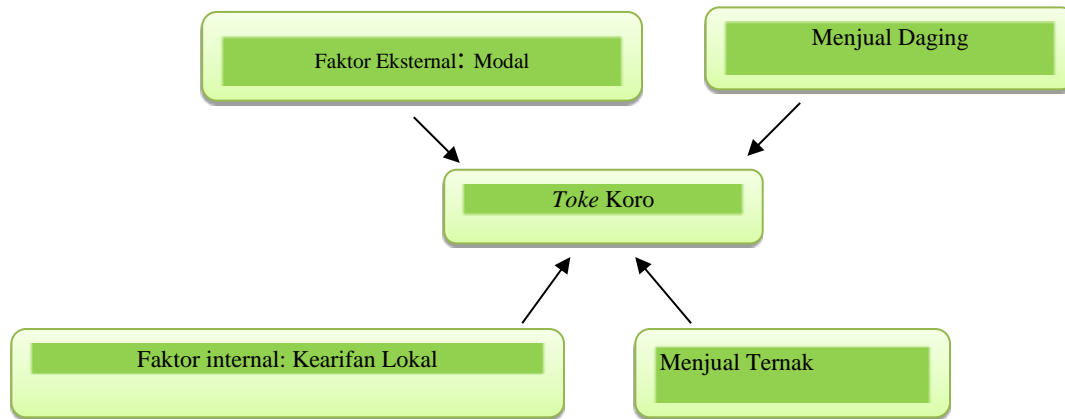 Faktor Eksternal: Modal
Menjual Daging
Toke Koro
Faktor internal: Kearifan Lokal
Menjual Ternak